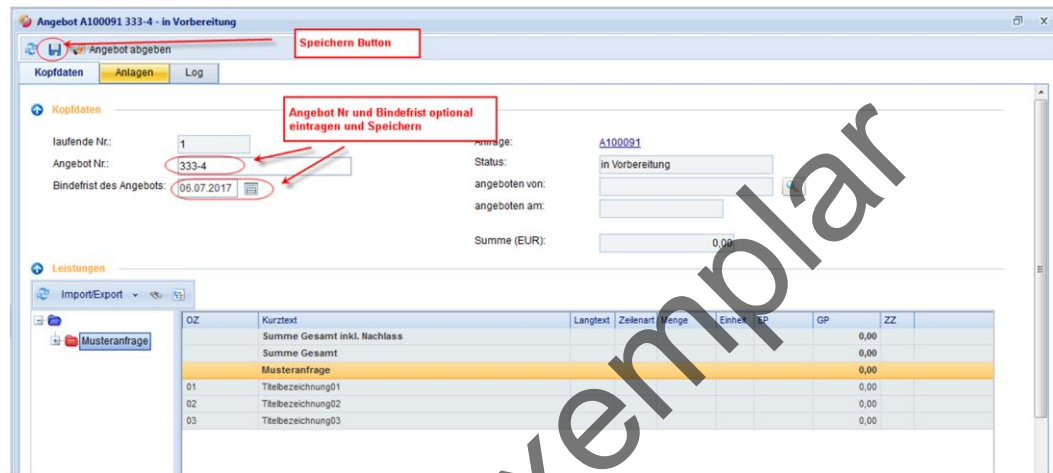 Angebot A100091 333-4 - in Vorbereitung
Angebot abgeben
Speichern Button
Kopfdaten Anlagen Log
Kopfdaten
Angebot Nr und Bindefrist optional
eintragen und Speichern
laufende Nr.: 1
Anfrage: A100091
Angebot Nr.: 333-4
Status: in Vorbereitung
Bindefrist des Angebots: 06.07.2017
angeboten von:
angeboten am:
Summe (EUR): 0,00
Leistungen
Import/Export
Musteranfrage
OZ Kurztext Langtext Zeilenart Menge Einheit EP GP ZZ
Summe Gesamt inkl. Nachlass 0,00
Summe Gesamt 0,00
Musteranfrage 0,00
01 Titelbezeichnung01 0,00
02 Titelbezeichnung02 0,00
03 Titelbezeichnung03 0,00